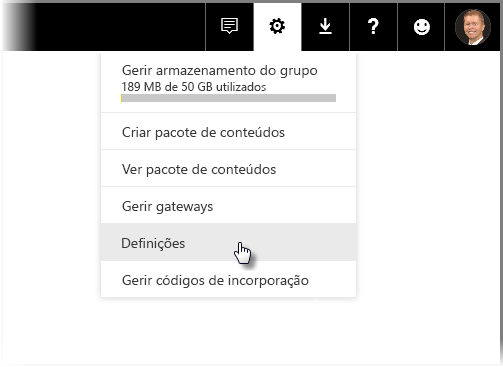 ?
Gerir armazenamento do grupo
189 MB de 50 GB utilizados
Criar pacote de conteúdos
Ver pacote de conteúdos
Gerir gateways
Definições
Gerir códigos de incorporação